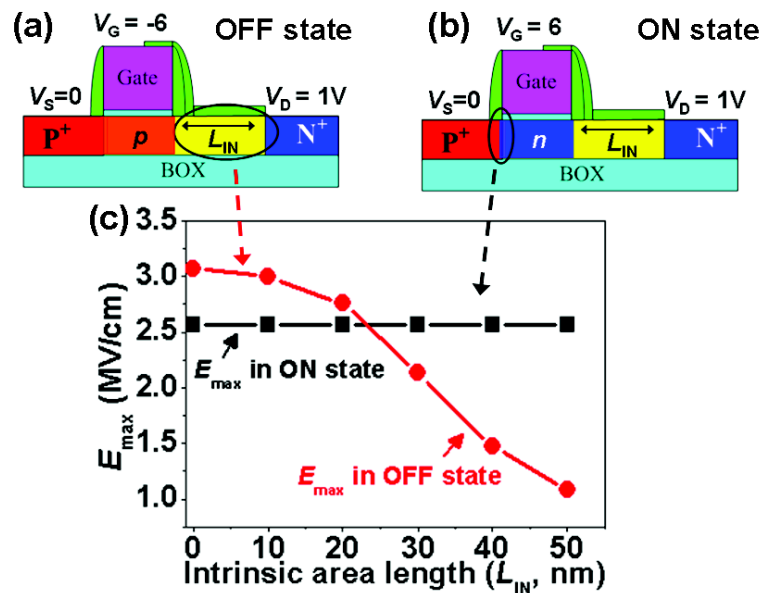 (a) V_G = -6 OFF state
V_S=0 Gate V_D = 1V
P+ p L_IN N+
BOX
(b) V_G = 6 ON state
V_S=0 Gate V_D = 1V
P+ n L_IN N+
BOX
(c)
E_max (MV/cm)
3.5
3.0
2.5
2.0
1.5
1.0
E_max in ON state
E_max in OFF state
0 10 20 30 40 50
Intrinsic area length (L_IN, nm)